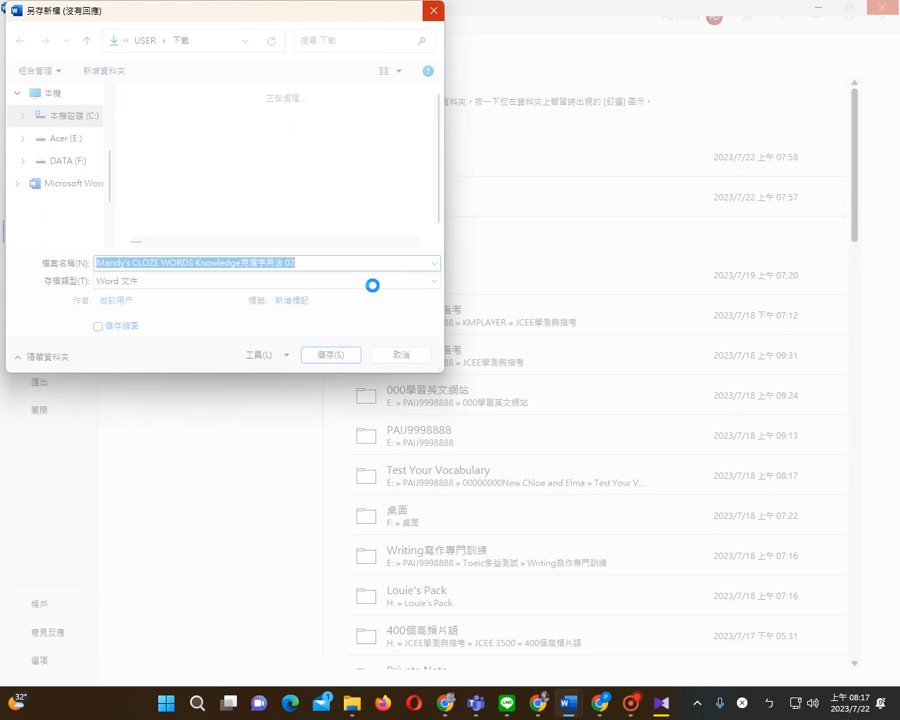 另存新檔 (沒有回應)
« USER › 下載
搜尋 下載
組合管理
新增資料夾
本機
本機磁碟 (C:)
Acer (E:)
DATA (F:)
Microsoft Word
正在處理...
檔案名稱(N): Mandy's CLOZE WORDS Knowledge克漏字用法 02
存檔類型(T): Word 文件
作者:
標籤: 新增標記
儲存縮圖
隱藏資料夾
工具(L)
儲存(S)
取消
料夾。按一下您在資料夾上暫留時出現的 [釘選] 圖示。
2023/7/22 上午 07:58
2023/7/22 上午 07:57
2023/7/19 上午 07:20
指考
88 » PAIJ9998888 » KMPLAYER » JCEE學測與指考
2023/7/18 下午 07:12
指考
88 » JCEE學測與指考
2023/7/18 上午 09:31
000學習英文網站
E: » PAIJ9998888 » 000學習英文網站
2023/7/18 上午 09:24
PAIJ9998888
E: » PAIJ9998888
2023/7/18 上午 09:13
Test Your Vocabulary
E: » PAIJ9998888 » 00000000New Chloe and Elma » Test Your V...
2023/7/18 上午 08:17
桌面
F: » 桌面
2023/7/18 上午 07:22
Writing寫作專門訓練
E: » PAIJ9998888 » Toeic多益測試 » Writing寫作專門訓練
2023/7/18 上午 07:16
Louie's Pack
H: » Louie's Pack
2023/7/18 上午 07:16
400個高頻片語
H: » JCEE學測與指考 » JCEE 3500 » 400個高頻片語
2023/7/17 下午 05:31
Private Note
匯出
關閉
帳戶
意見反應
選項
32°
上午 08:17
2023/7/22